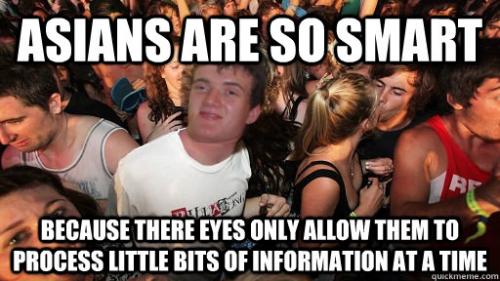 ASIANS ARE SO SMART
BECAUSE THERE EYES ONLY ALLOW THEM TO
PROCESS LITTLE BITS OF INFORMATION AT A TIME
quickmeme.com